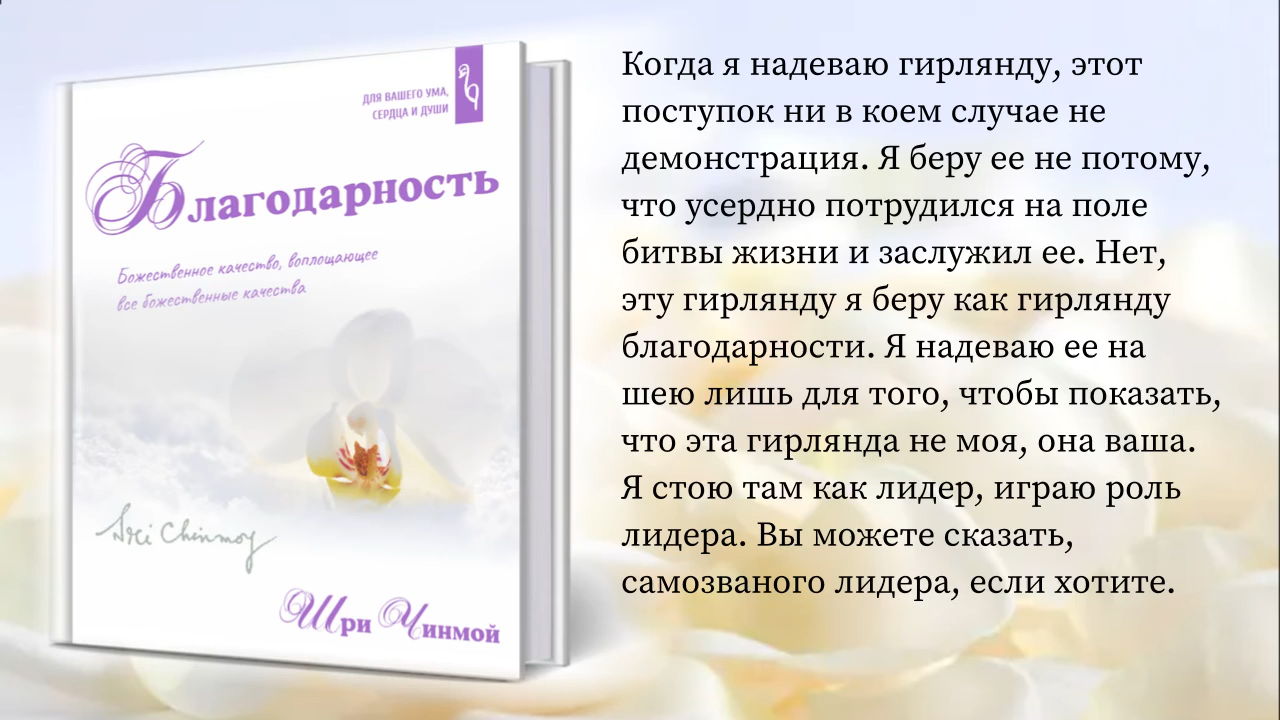 ДЛЯ ВАШЕГО УМА,
СЕРДЦА И ДУШИ
Благодарность
Божественное качество, воплощающее
все божественные качества
Sri Chinmoy
Шри Чинмой
Когда я надеваю гирлянду, этот
поступок ни в коем случае не
демонстрация. Я беру ее не потому,
что усердно потрудился на поле
битвы жизни и заслужил ее. Нет,
эту гирлянду я беру как гирлянду
благодарности. Я надеваю ее на
шею лишь для того, чтобы показать,
что эта гирлянда не моя, она ваша.
Я стою там как лидер, играю роль
лидера. Вы можете сказать,
самозваного лидера, если хотите.